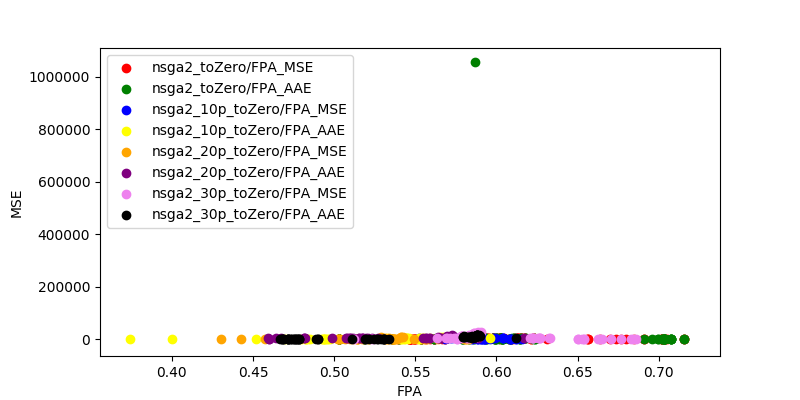 nsga2_toZero/FPA_MSE
nsga2_toZero/FPA_AAE
nsga2_10p_toZero/FPA_MSE
nsga2_10p_toZero/FPA_AAE
nsga2_20p_toZero/FPA_MSE
nsga2_20p_toZero/FPA_AAE
nsga2_30p_toZero/FPA_MSE
nsga2_30p_toZero/FPA_AAE
MSE
1000000
800000
600000
400000
200000
0
0.40 0.45 0.50 0.55 0.60 0.65 0.70
FPA